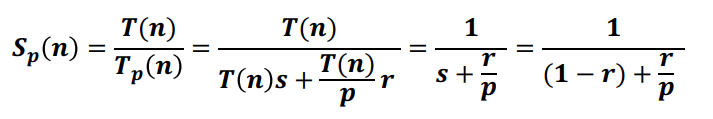 S_p(n) = T(n)/T_p(n) = T(n)/(T(n)s + (T(n)/p)r) = 1/(s + r/p) = 1/((1 − r) + r/p)